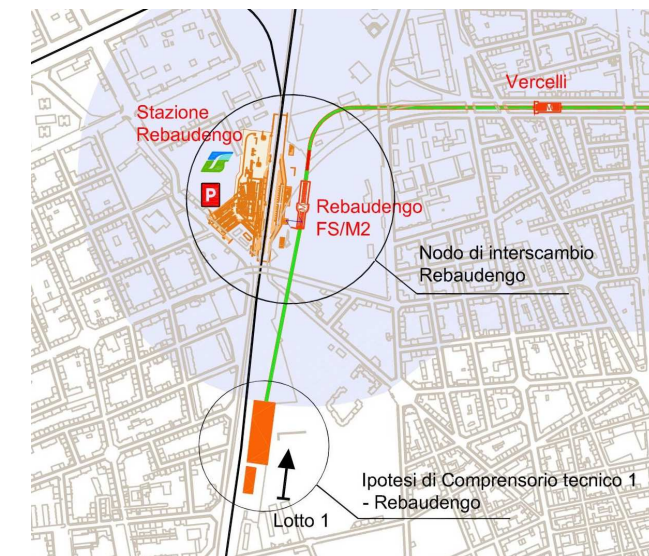 Vercelli
Stazione
Rebaudengo
P
Rebaudengo
FS/M2
Nodo di interscambio
Rebaudengo
Ipotesi di Comprensorio tecnico 1
- Rebaudengo
Lotto 1